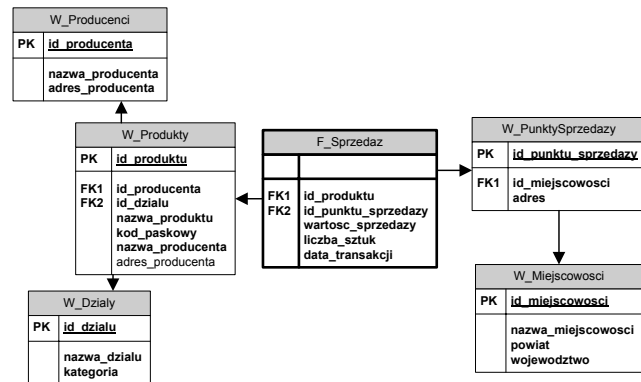 W_Producenci
PK id_producenta
nazwa_producenta
adres_producenta
W_Produkty
PK id_produktu
FK1 id_producenta
FK2 id_dzialu
nazwa_produktu
kod_paskowy
nazwa_producenta
adres_producenta
W_Dzialy
PK id_dzialu
nazwa_dzialu
kategoria
F_Sprzedaz
FK1 id_produktu
FK2 id_punktu_sprzedazy
wartosc_sprzedazy
liczba_sztuk
data_transakcji
W_PunktySprzedazy
PK id_punktu_sprzedazy
FK1 id_miejscowosci
adres
W_Miejscowosci
PK id_miejscowosci
nazwa_miejscowosci
powiat
wojewodztwo